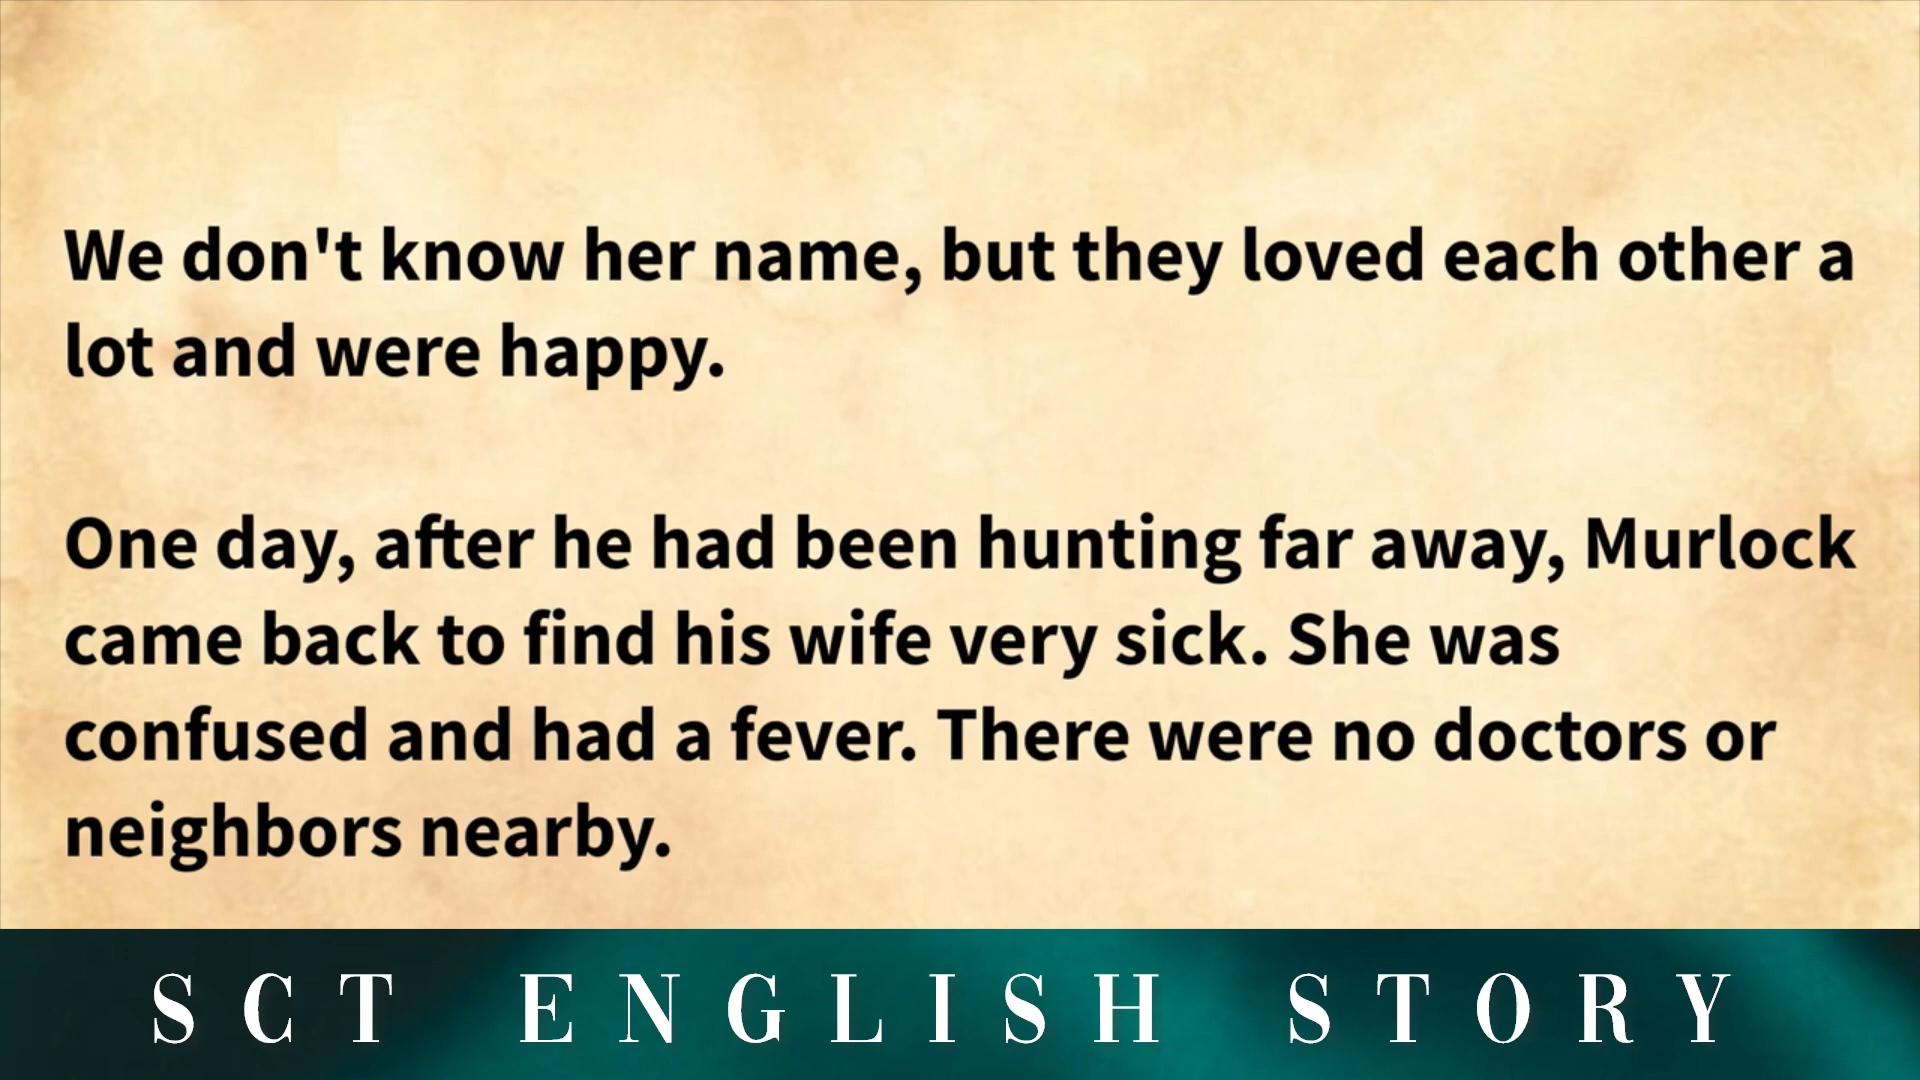 We don't know her name, but they loved each other a
lot and were happy.
One day, after he had been hunting far away, Murlock
came back to find his wife very sick. She was
confused and had a fever. There were no doctors or
neighbors nearby.
SCT ENGLISH STORY